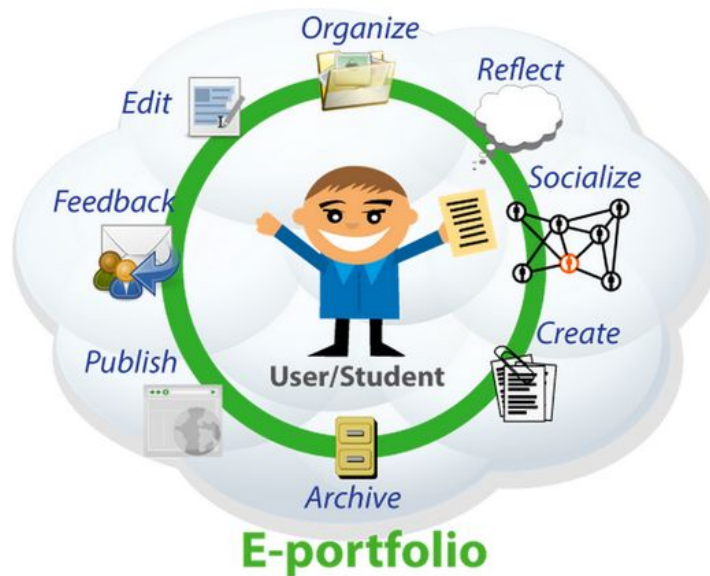 Organize
Reflect
Edit
Socialize
Feedback
Create
Publish
User/Student
Archive
E-portfolio